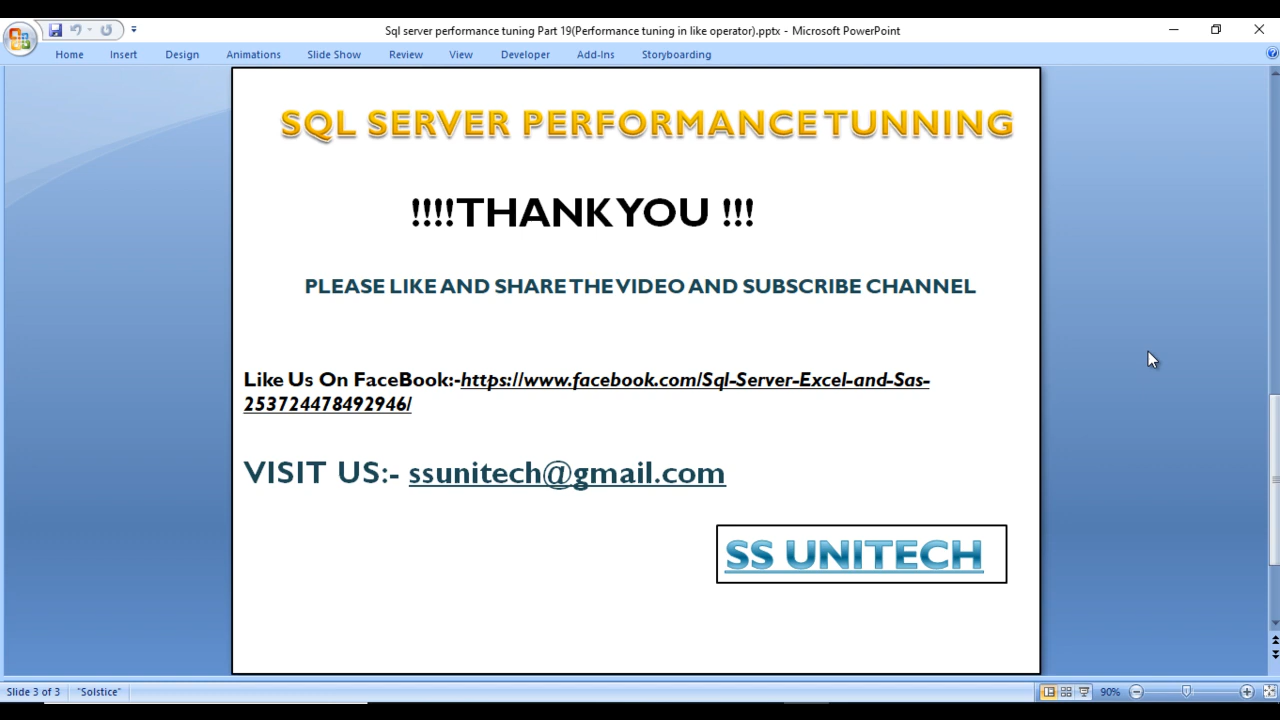 Sql server performance tuning Part 19(Performance tuning in like operator).pptx - Microsoft PowerPoint
Home Insert Design Animations Slide Show Review View Developer Add-Ins Storyboarding
SQL SERVER PERFORMANCE TUNNING
!!!!THANK YOU !!!
PLEASE LIKE AND SHARE THE VIDEO AND SUBSCRIBE CHANNEL
Like Us On FaceBook:-https://www.facebook.com/Sql-Server-Excel-and-Sas-
253724478492946/
VISIT US:- ssunitech@gmail.com
SS UNITECH
Slide 3 of 3 "Solstice" 90%